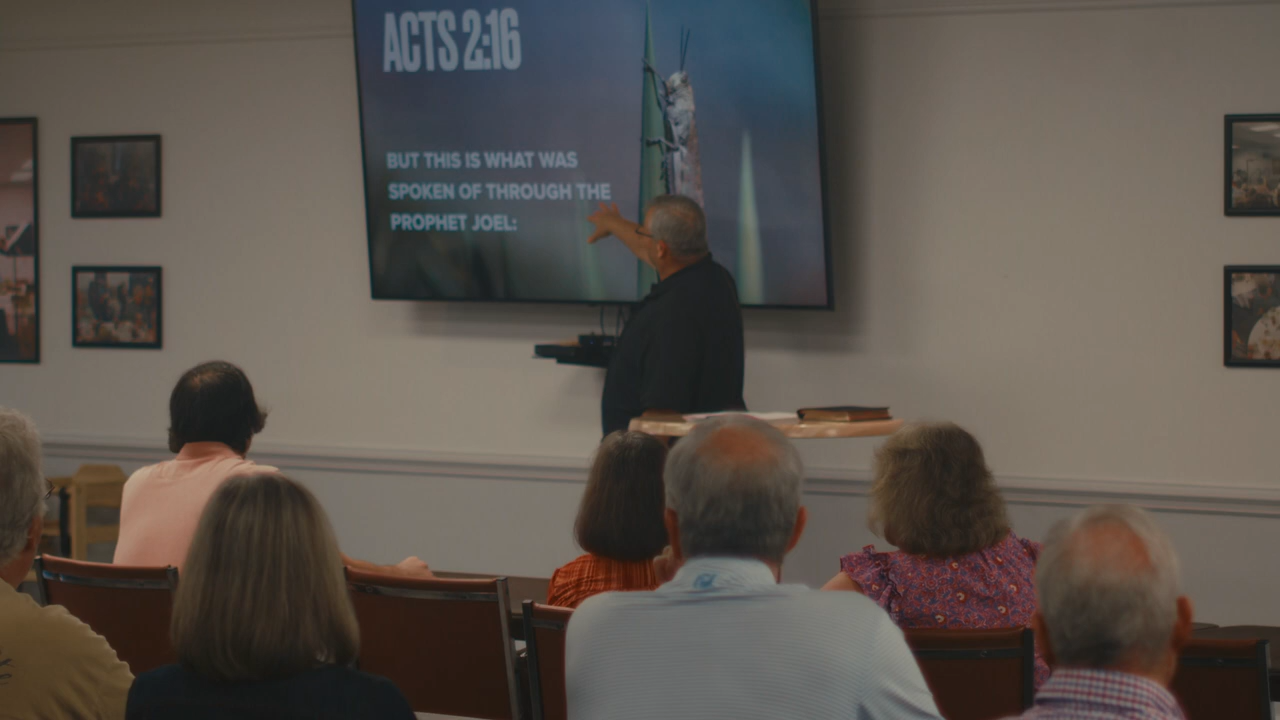 ACTS 2:16
BUT THIS IS WHAT WAS
SPOKEN OF THROUGH THE
PROPHET JOEL: